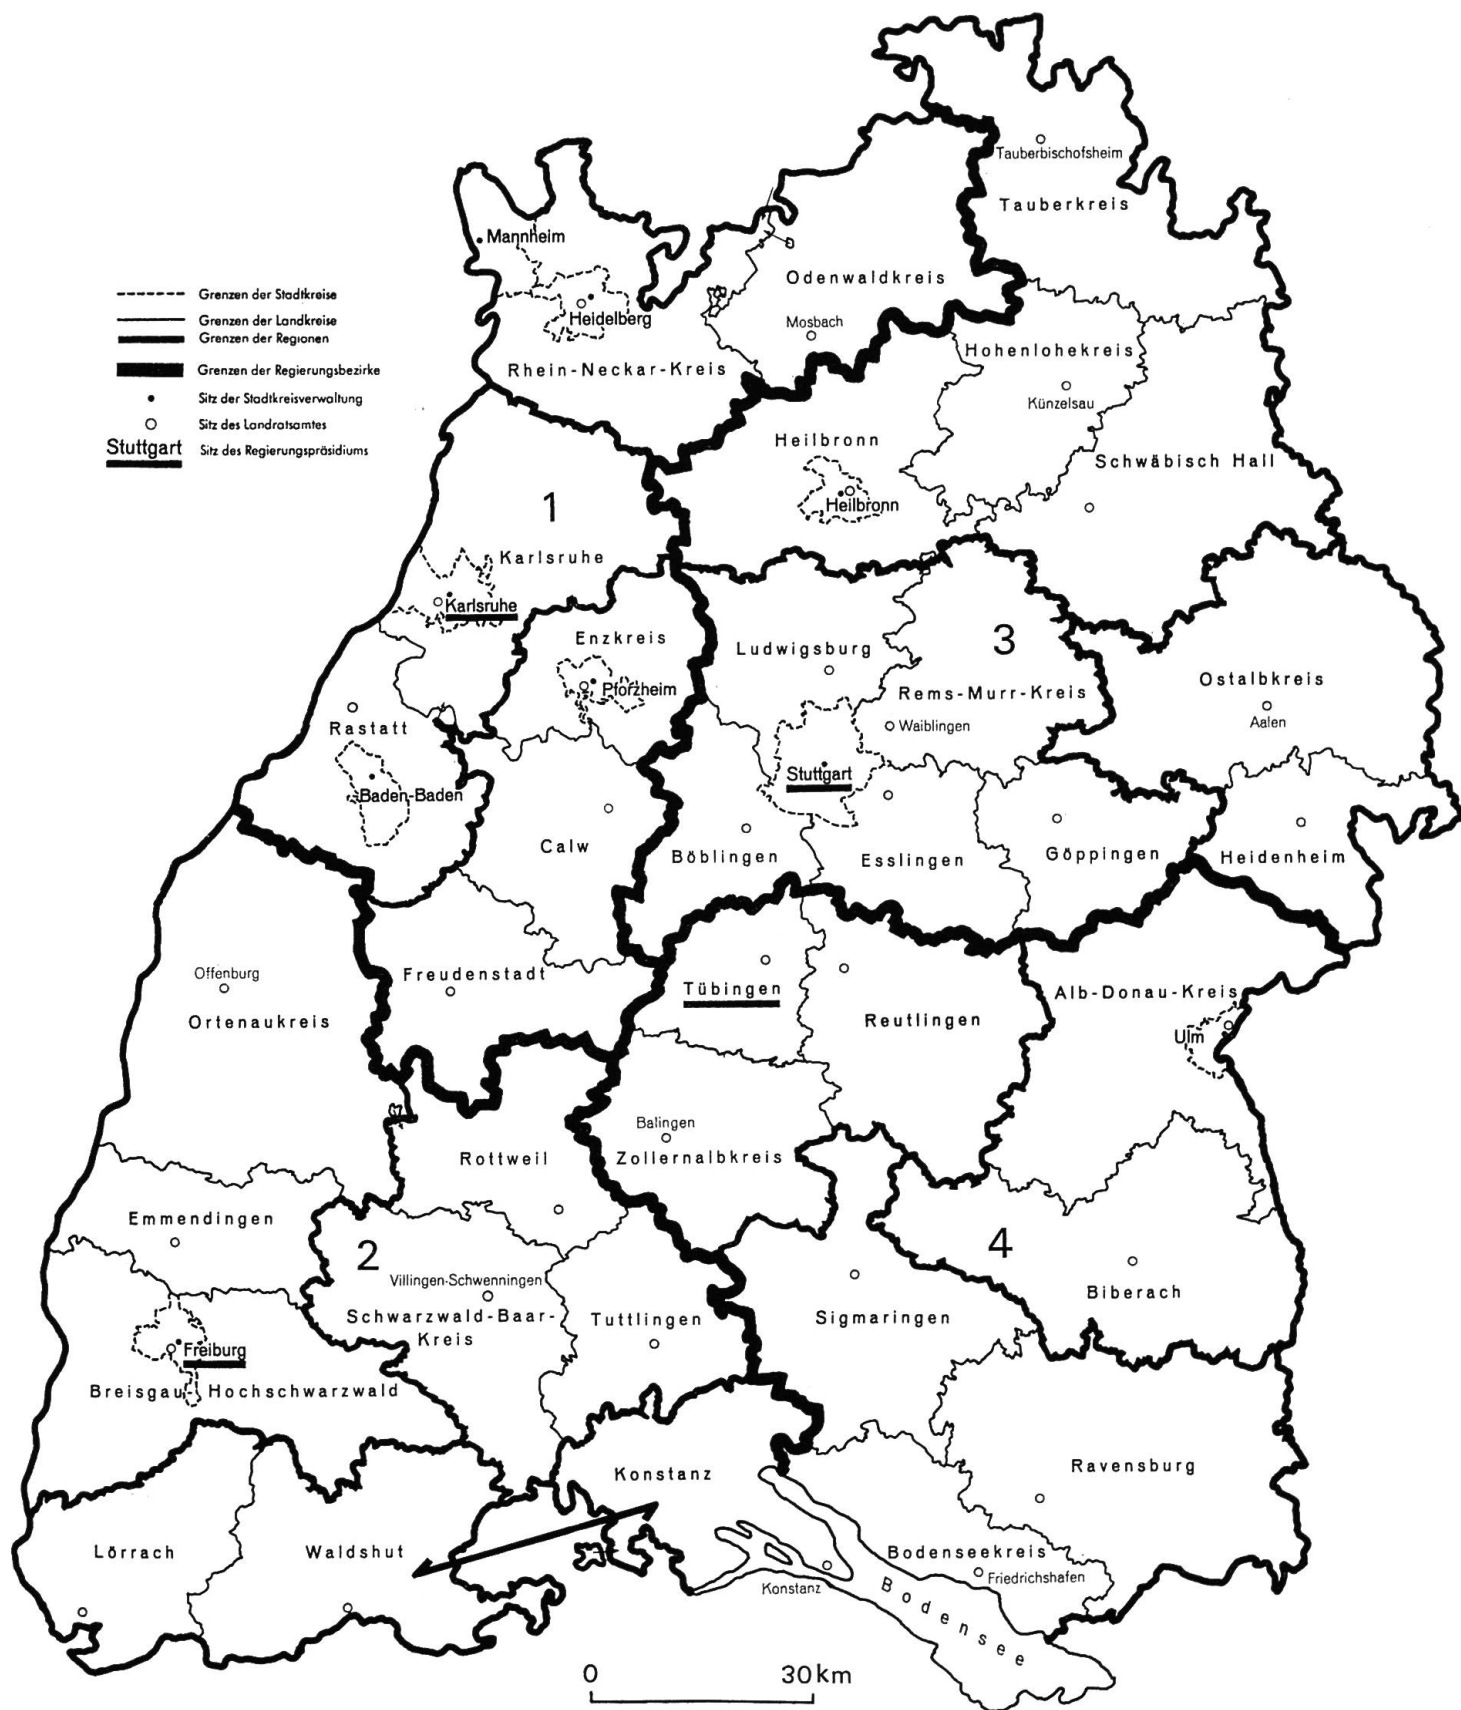 Tauberbischofsheim
Tauberkreis
Mannheim
Odenwaldkreis
Grenzen der Stadtkreise
Grenzen der Landkreise
Grenzen der Regionen
Grenzen der Regierungsbezirke
Sitz der Stadtkreisverwaltung
Sitz des Landratsamtes
Stuttgart Sitz des Regierungspräsidiums
Heidelberg
Mosbach
Rhein-Neckar-Kreis
Hohenlohekreis
Künzelsau
Heilbronn
Schwäbisch Hall
Heilbronn
1
Karlsruhe
Karlsruhe
Enzkreis
Pforzheim
Ludwigsburg
3
Rems-Murr-Kreis
Waiblingen
Ostalbkreis
Aalen
Rastatt
Baden-Baden
Stuttgart
Calw
Böblingen
Esslingen
Göppingen
Heidenheim
Offenburg
Ortenaukreis
Freudenstadt
Tübingen
Reutlingen
Alb-Donau-Kreis
Ulm
Balingen
Zollernalbkreis
Rottweil
Emmendingen
2
Villingen-Schwenningen
Schwarzwald-Baar-
Kreis
Tuttlingen
Sigmaringen
4
Biberach
Freiburg
Breisgau-Hochschwarzwald
Konstanz
Ravensburg
Lörrach
Waldshut
Bodenseekreis
Friedrichshafen
Konstanz
Bodensee
0 30 km